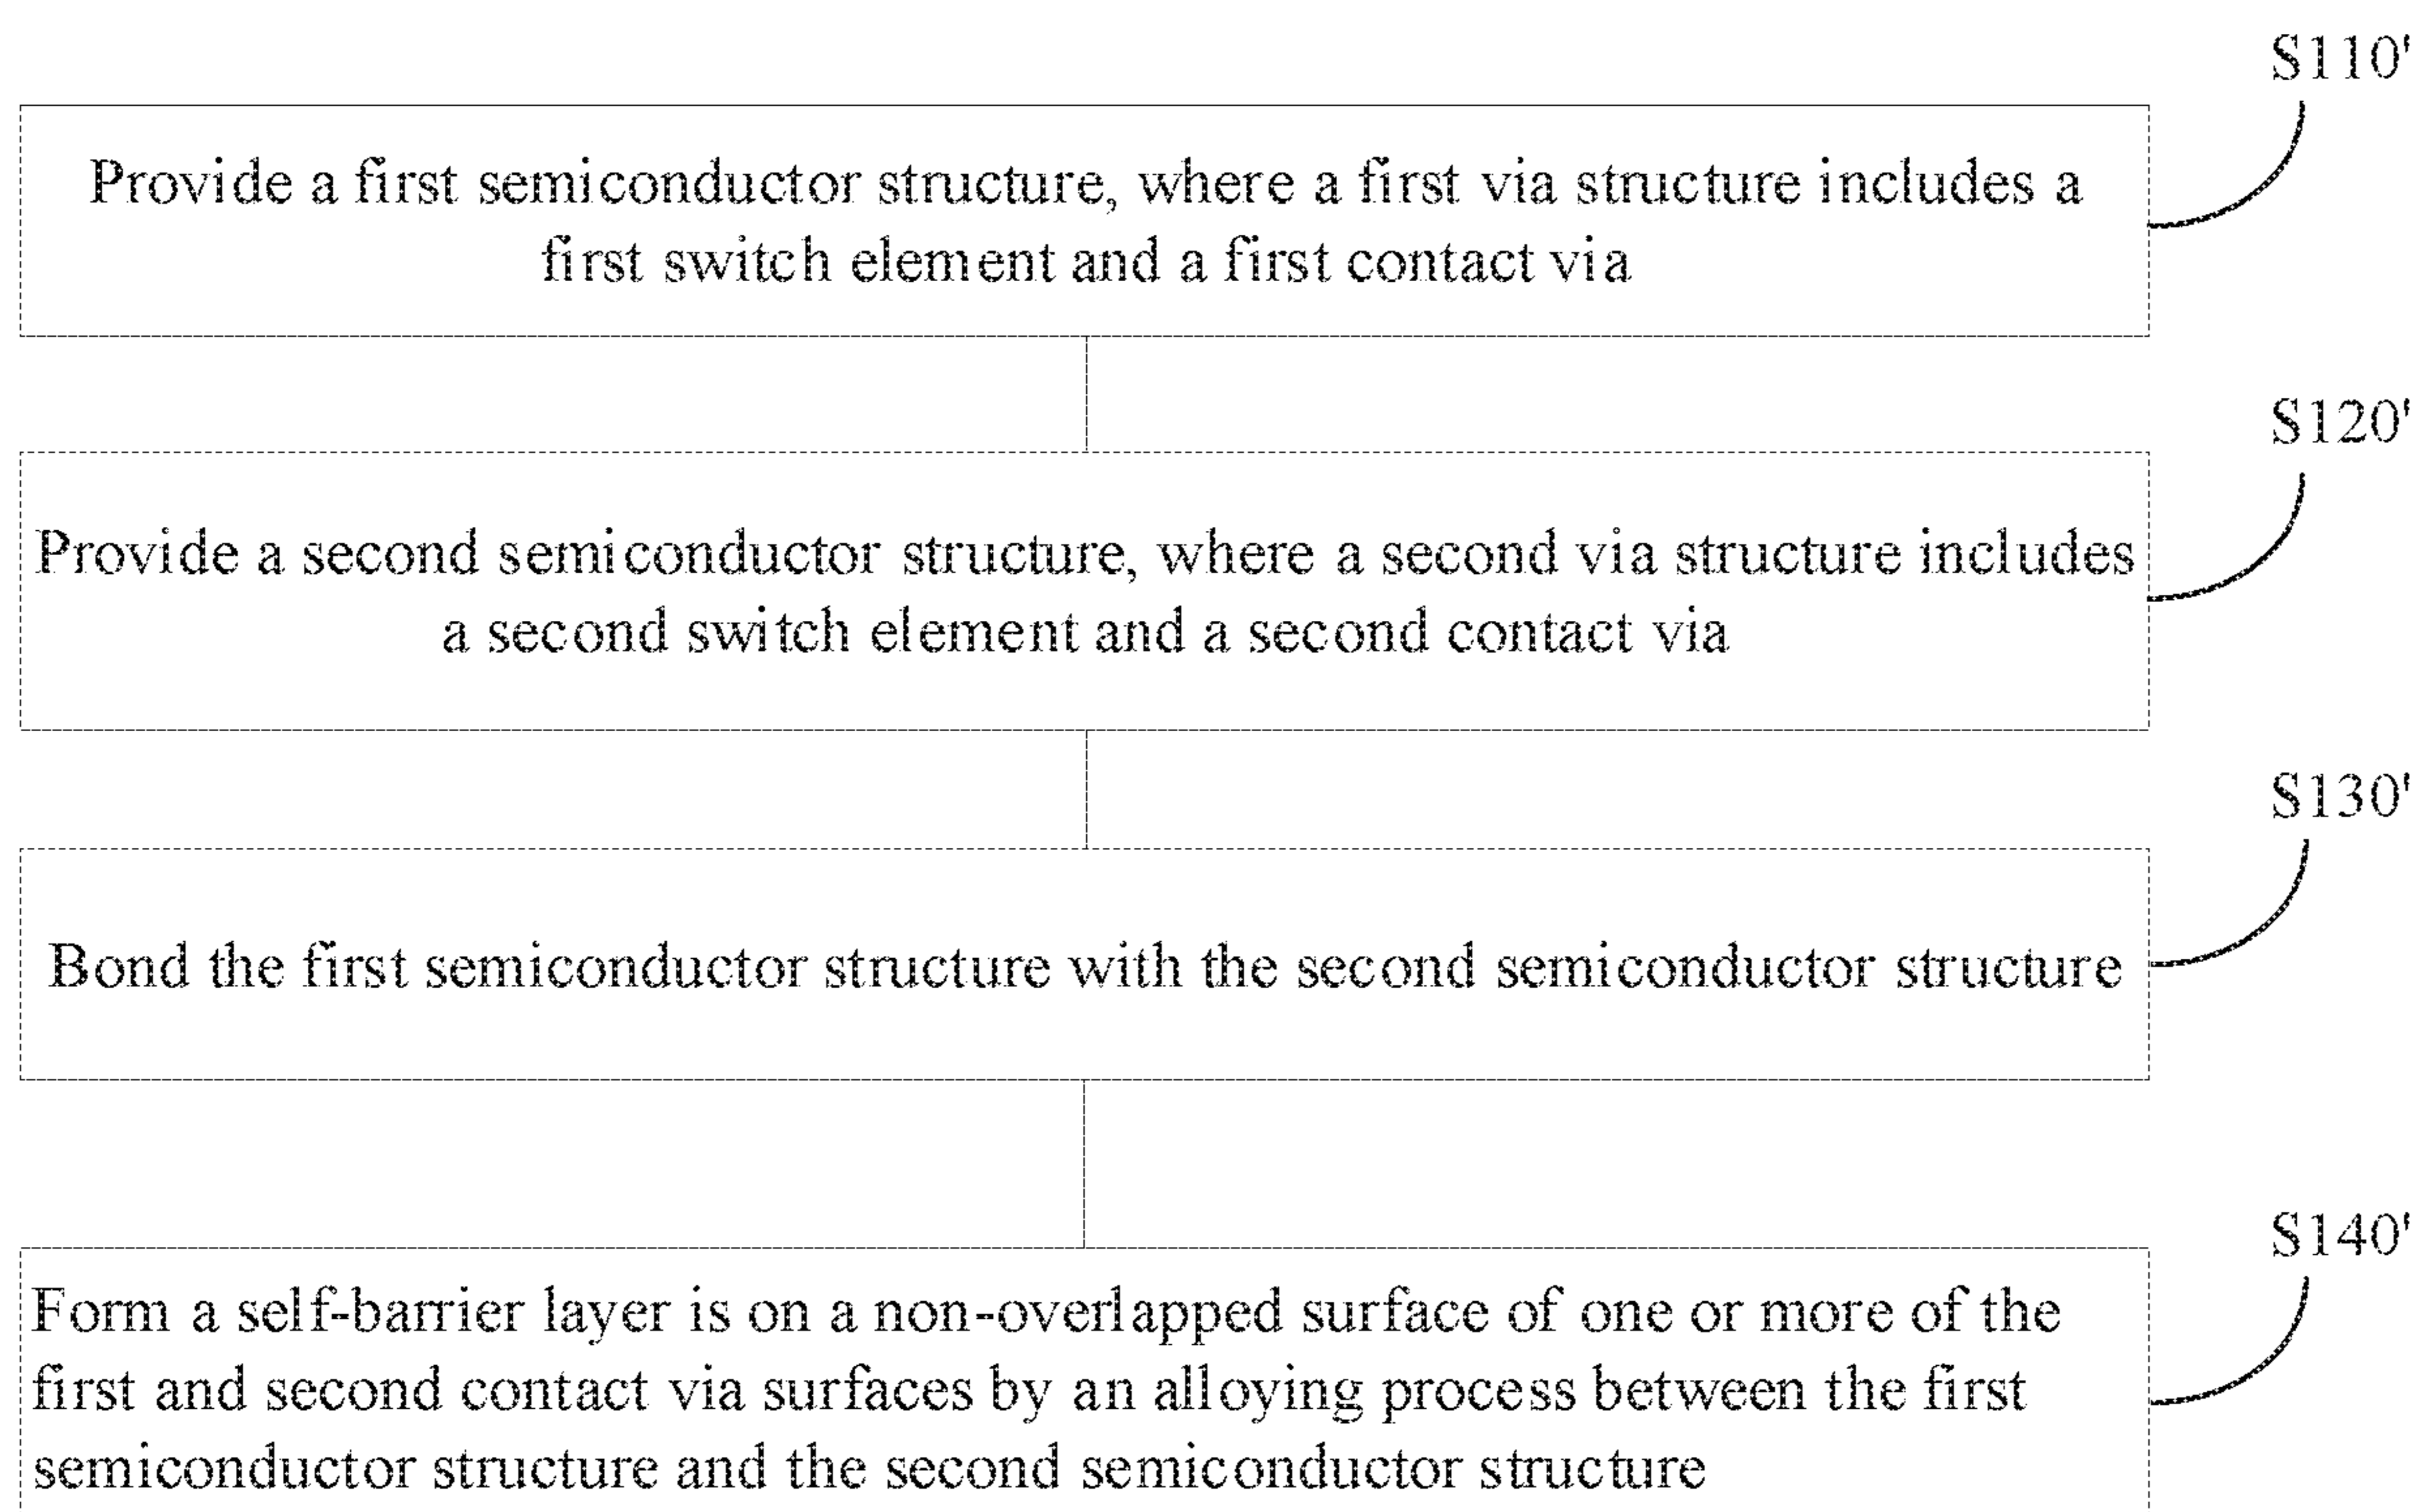 S110'
Provide a first semiconductor structure, where a first via structure includes a
first switch element and a first contact via
S120'
Provide a second semiconductor structure, where a second via structure includes
a second switch element and a second contact via
S130'
Bond the first semiconductor structure with the second semiconductor structure
S140'
Form a self-barrier layer is on a non-overlapped surface of one or more of the
first and second contact via surfaces by an alloying process between the first
semiconductor structure and the second semiconductor structure